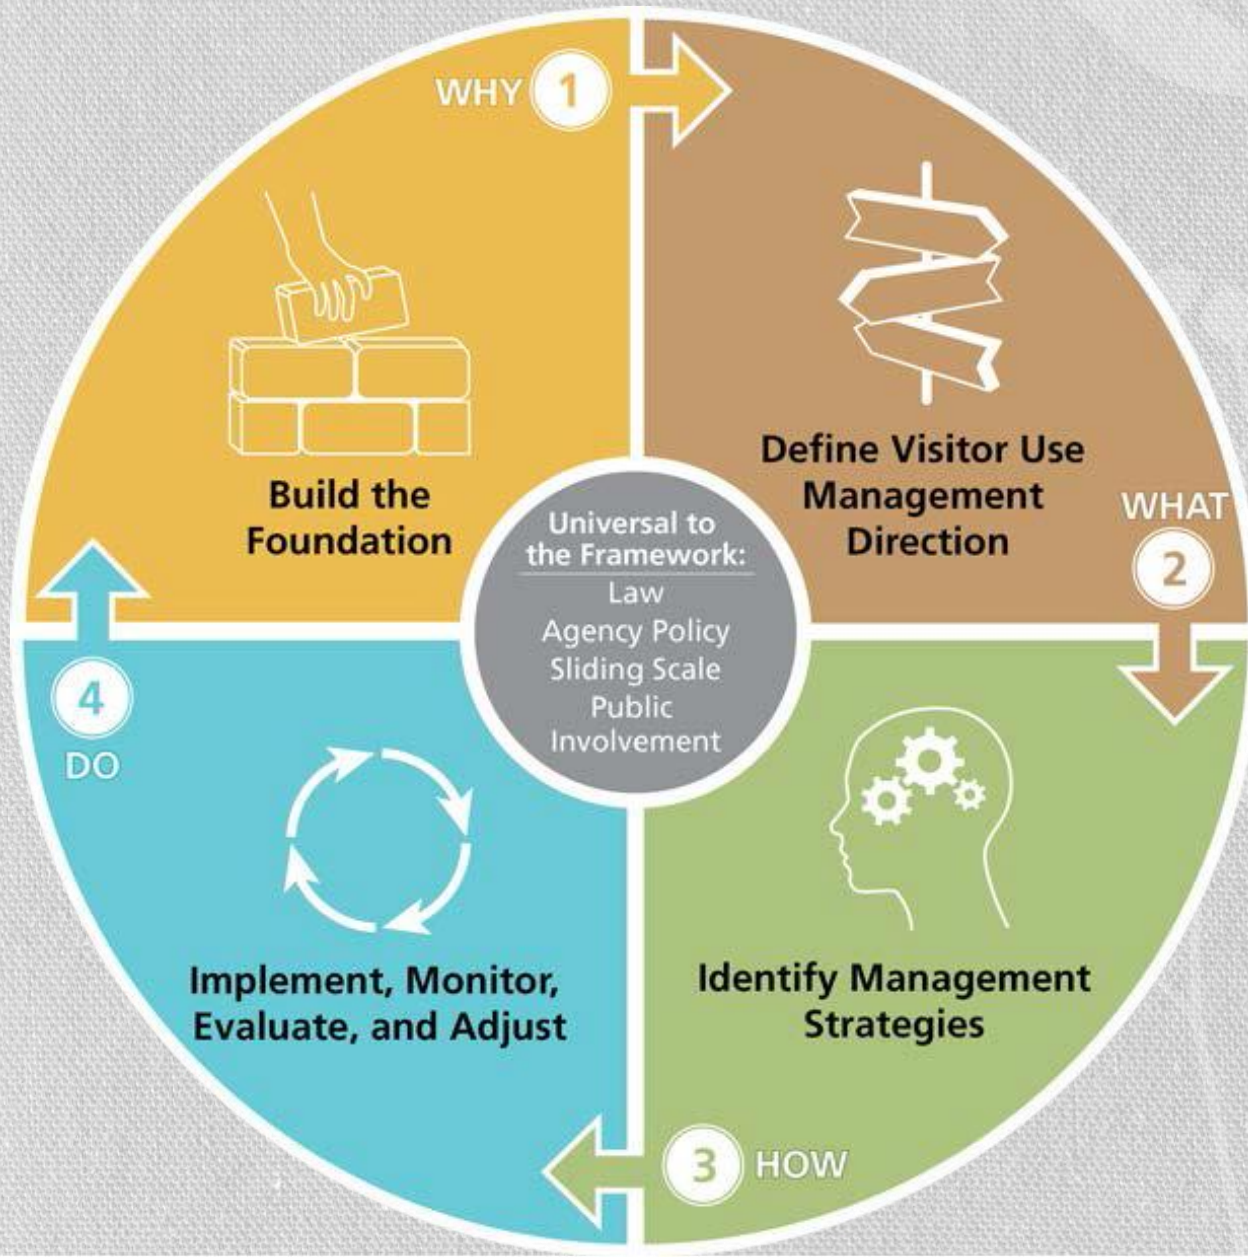 WHY 1
Build the
Foundation
Define Visitor Use
Management
Direction
WHAT
2
Universal to
the Framework:
Law
Agency Policy
Sliding Scale
Public
Involvement
Identify Management
Strategies
3 HOW
4
DO
Implement, Monitor,
Evaluate, and Adjust